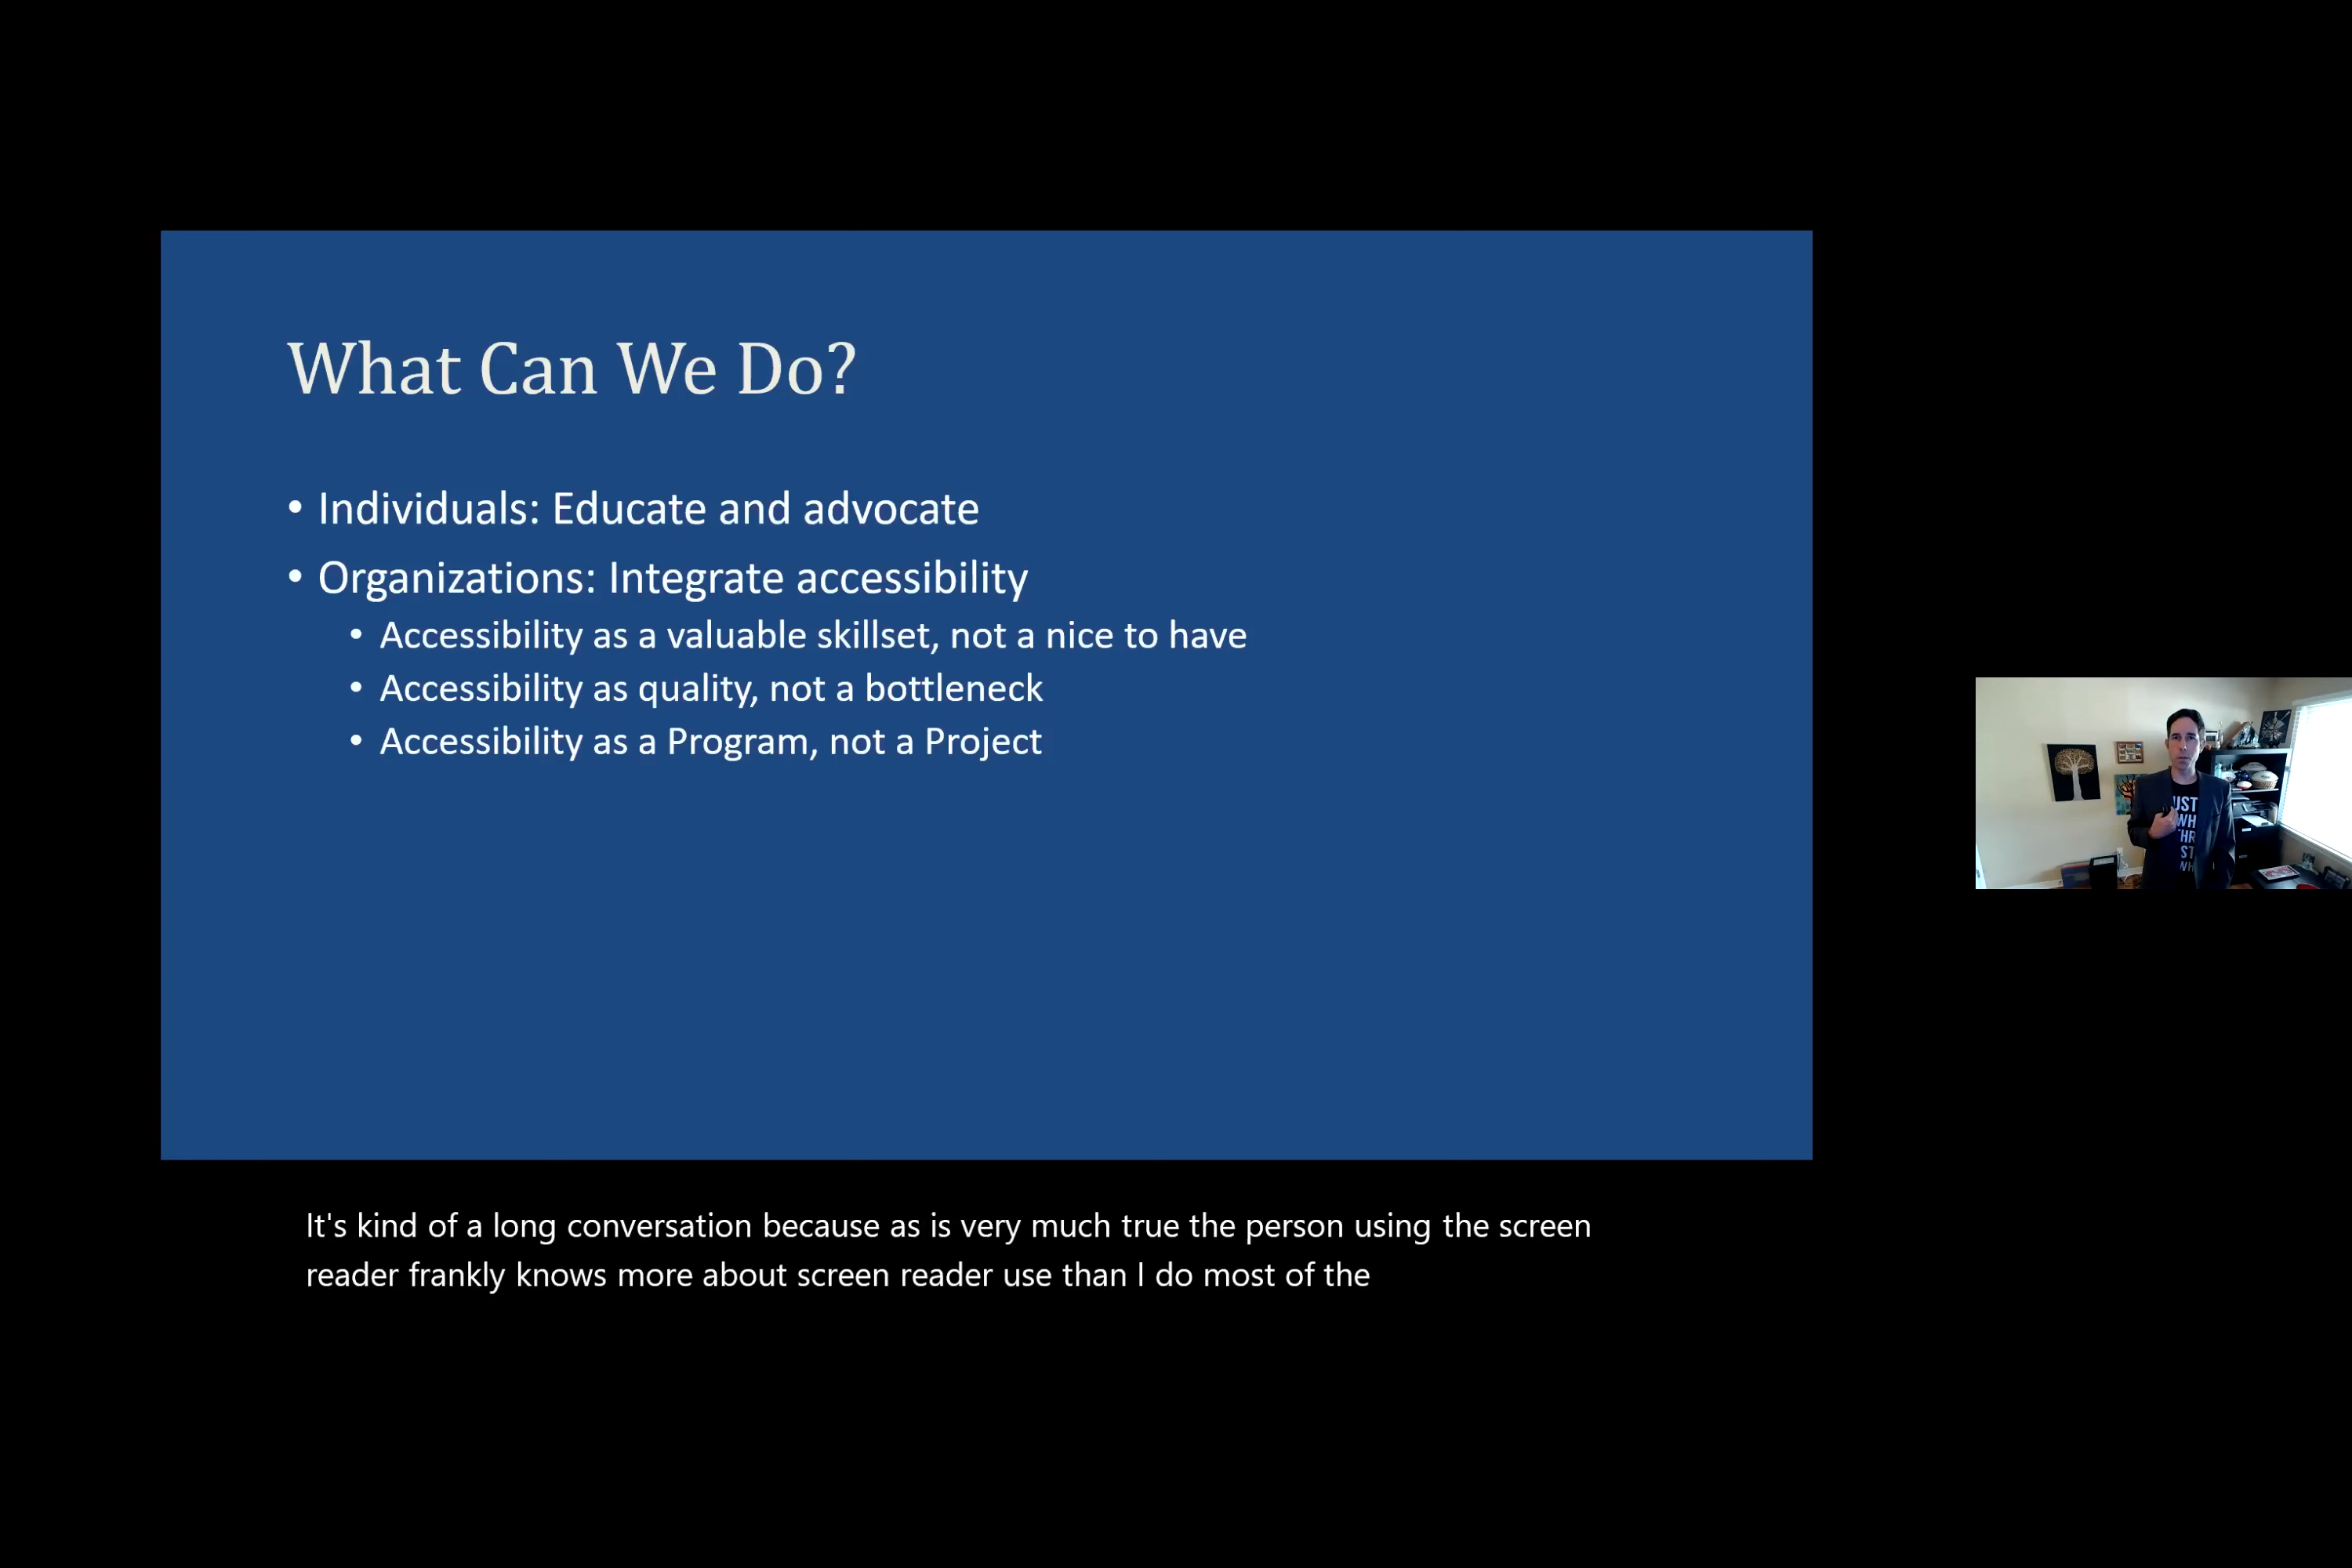 What Can We Do?
• Individuals: Educate and advocate
• Organizations: Integrate accessibility
• Accessibility as a valuable skillset, not a nice to have
• Accessibility as quality, not a bottleneck
• Accessibility as a Program, not a Project
It's kind of a long conversation because as is very much true the person using the screen
reader frankly knows more about screen reader use than I do most of the